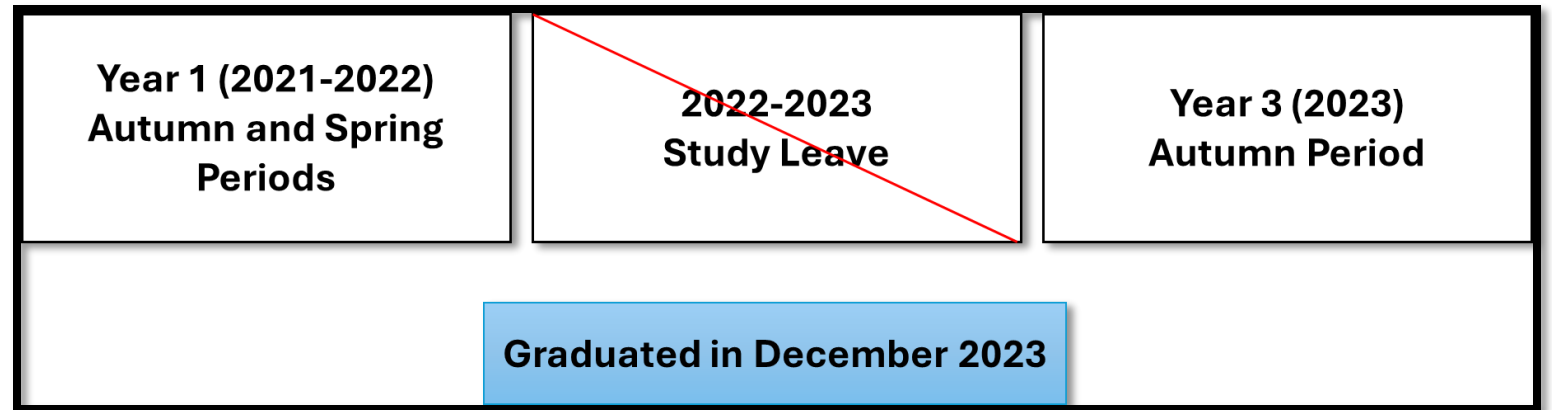 Year 1 (2021-2022)
Autumn and Spring
Periods
2022-2023
Study Leave
Year 3 (2023)
Autumn Period
Graduated in December 2023